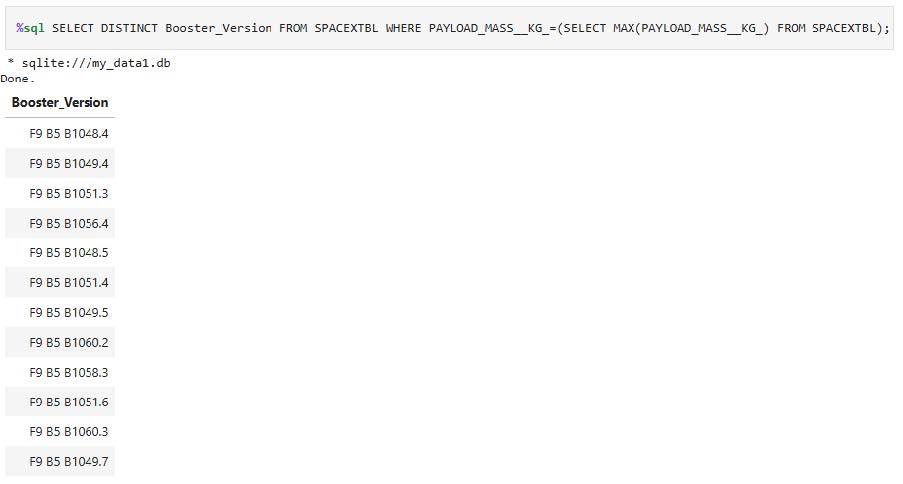 %sql SELECT DISTINCT Booster_Version FROM SPACEXTBL WHERE PAYLOAD_MASS__KG_=(SELECT MAX(PAYLOAD_MASS__KG_) FROM SPACEXTBL);
* sqlite:///my_data1.db
Done.
Booster_Version
F9 B5 B1048.4
F9 B5 B1049.4
F9 B5 B1051.3
F9 B5 B1056.4
F9 B5 B1048.5
F9 B5 B1051.4
F9 B5 B1049.5
F9 B5 B1060.2
F9 B5 B1058.3
F9 B5 B1051.6
F9 B5 B1060.3
F9 B5 B1049.7